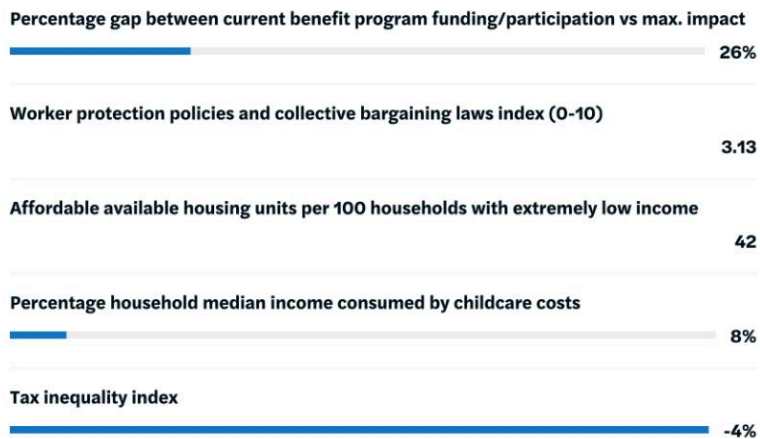 Percentage gap between current benefit program funding/participation vs max. impact
26%
Worker protection policies and collective bargaining laws index (0-10)
3.13
Affordable available housing units per 100 households with extremely low income
42
Percentage household median income consumed by childcare costs
8%
Tax inequality index
-4%